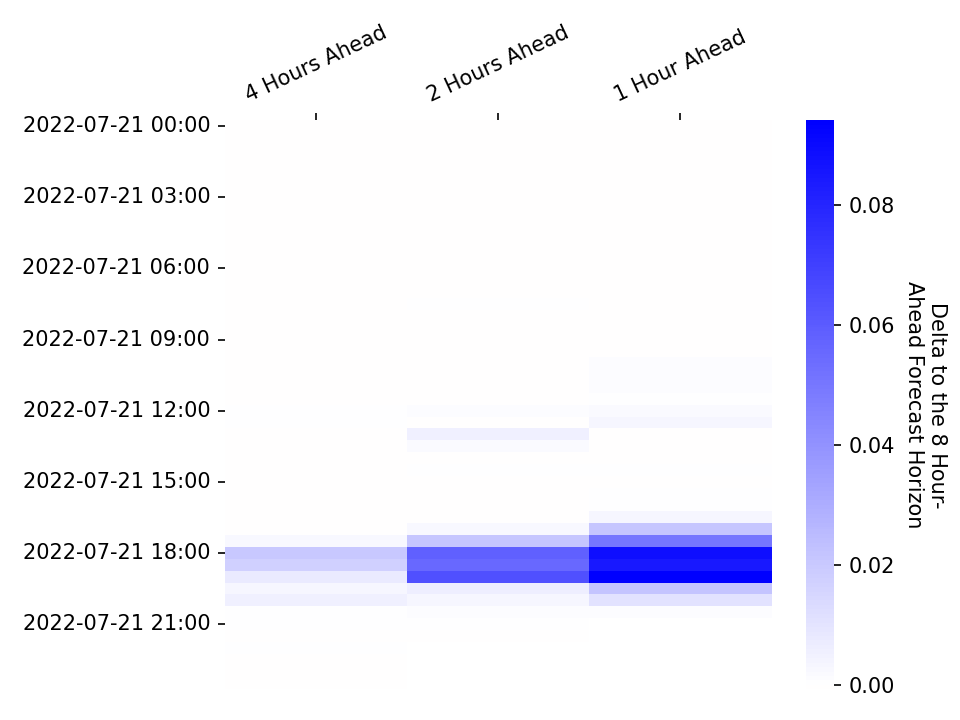 4 Hours Ahead
2 Hours Ahead
1 Hour Ahead
2022-07-21 00:00
2022-07-21 03:00
2022-07-21 06:00
2022-07-21 09:00
2022-07-21 12:00
2022-07-21 15:00
2022-07-21 18:00
2022-07-21 21:00
0.08
0.06
0.04
0.02
0.00
Delta to the 8 Hour-
Ahead Forecast Horizon